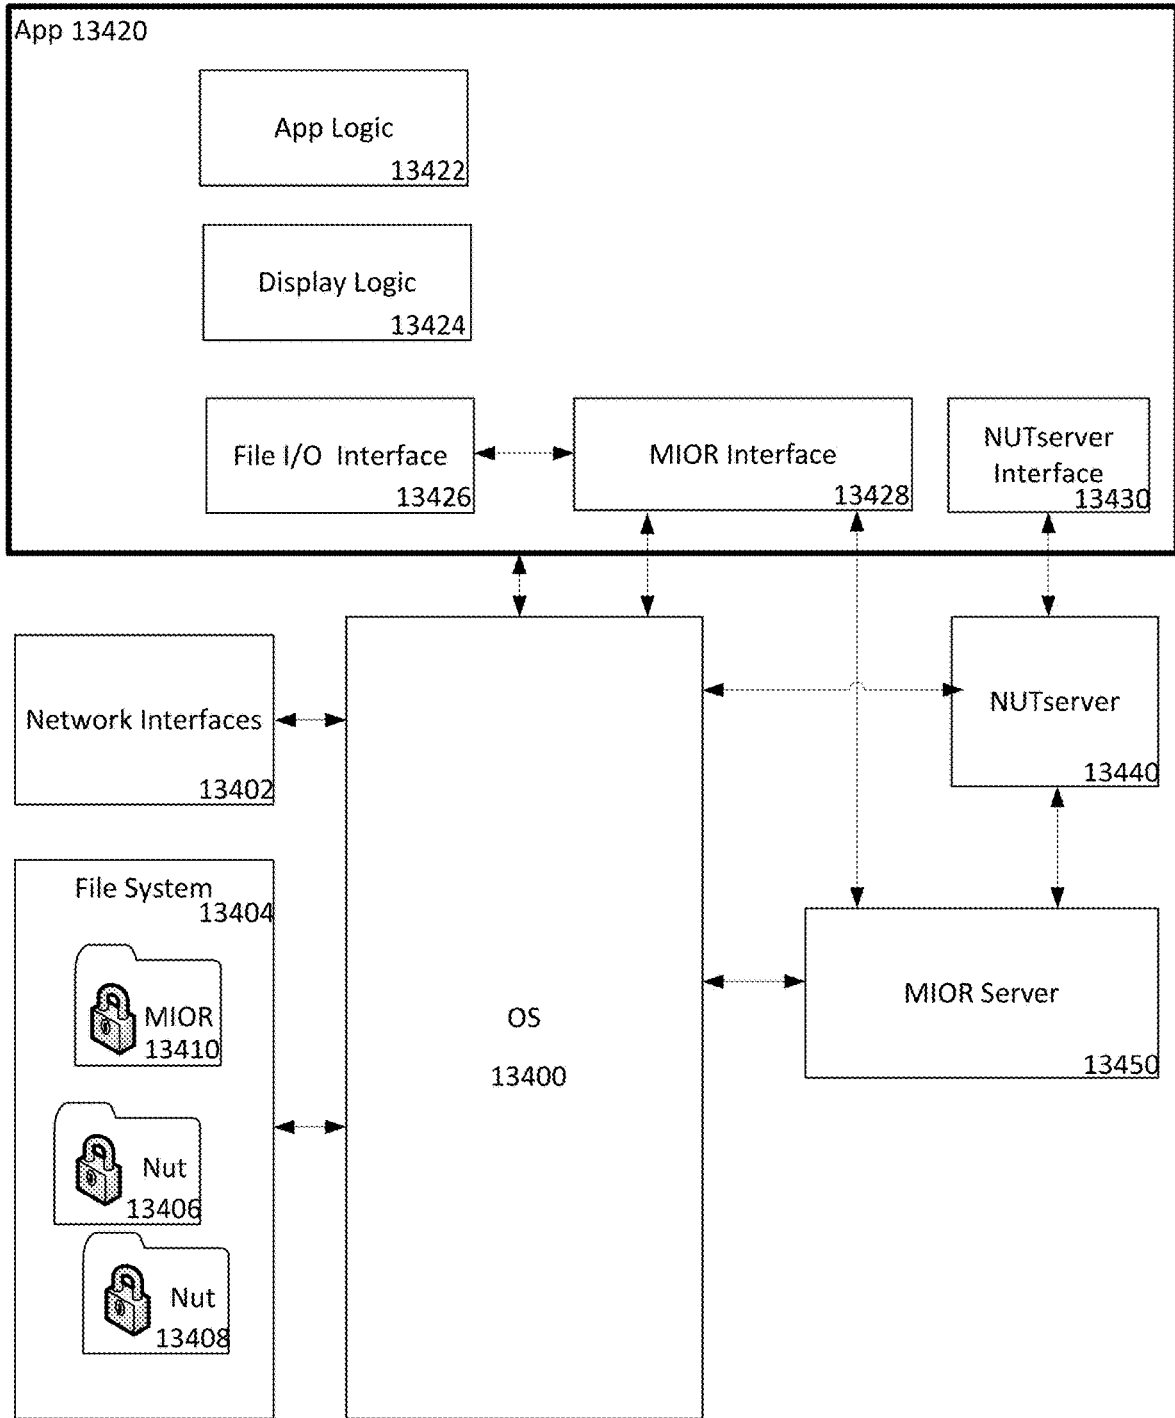 App 13420
App Logic
13422
Display Logic
13424
File I/O Interface
13426
MIOR Interface
13428
NUTserver
Interface
13430
Network Interfaces
13402
NUTserver
13440
File System
13404
MIOR
13410
Nut
13406
Nut
13408
OS
13400
MIOR Server
13450